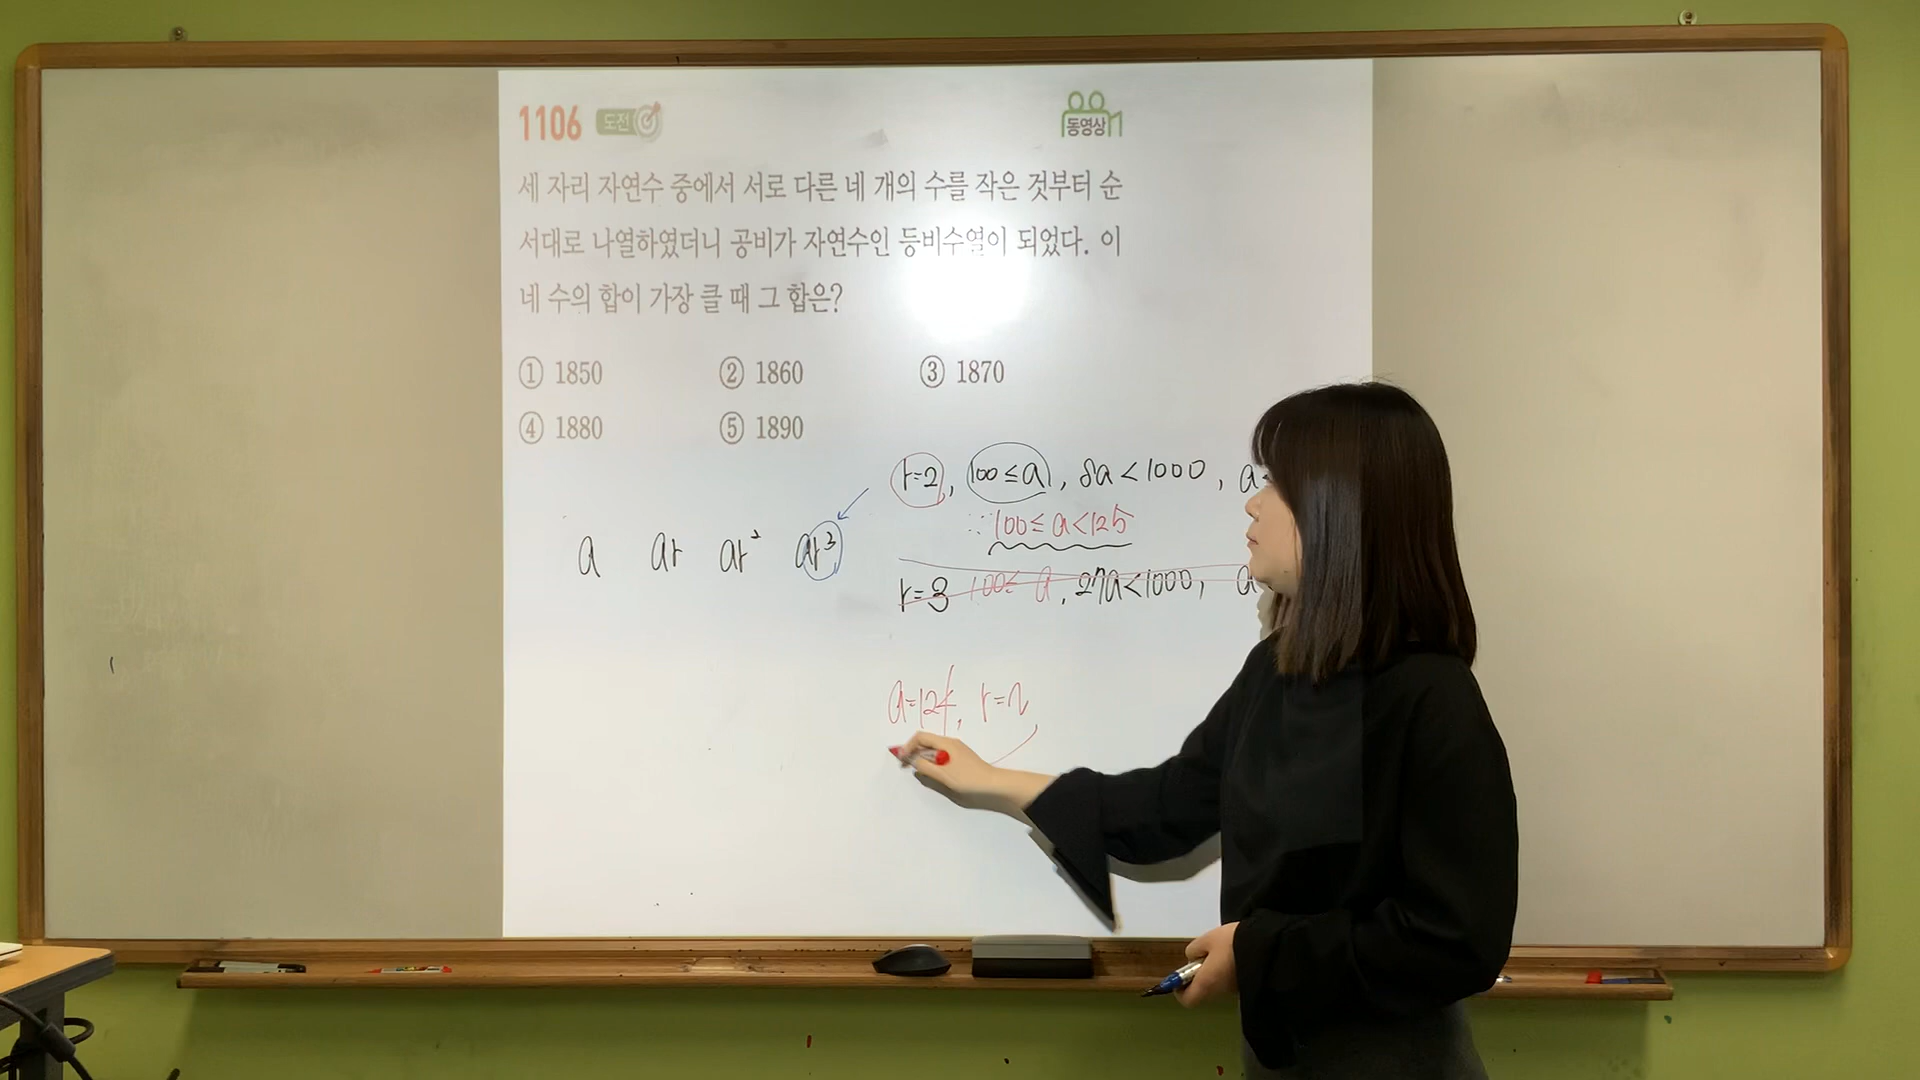 1106 도전
동영상
세 자리 자연수 중에서 서로 다른 네 개의 수를 작은 것부터 순
서대로 나열하였더니 공비가 자연수인 등비수열이 되었다. 이
네 수의 합이 가장 클 때 그 합은?
① 1850 ② 1860 ③ 1870
④ 1880 ⑤ 1890
r=2, 100≤a, 8a<1000, a
∴ 100≤a<125
a ar ar² ar³
r=3 100≤ a, 27a<1000, a
a=124, r=2